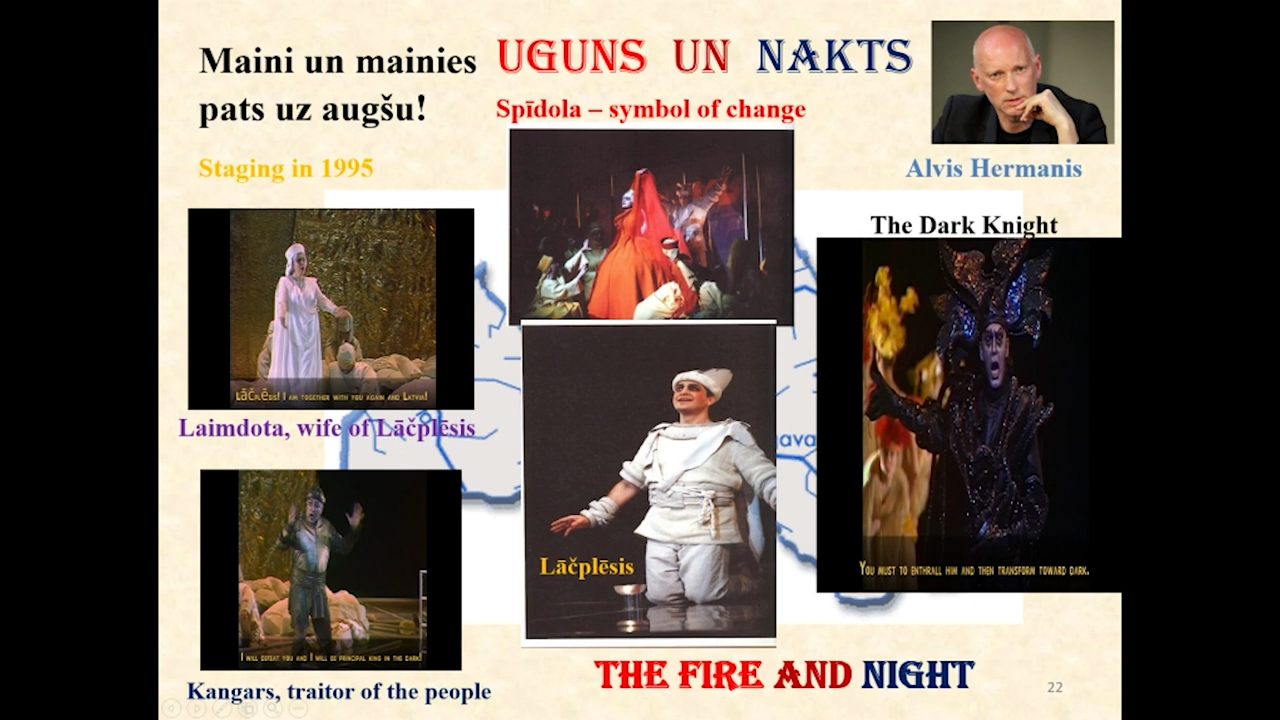 Maini un mainies
pats uz augšu!
UGUNS UN NAKTS
Spīdola – symbol of change
Staging in 1995
Alvis Hermanis
The Dark Knight
LāčPLēsis! I AM TOGETHER WITH YOU AGAIN AND LATVIA!
Laimdota, wife of Lāčplēsis
ava
Lāčplēsis
YOU MUST TO ENTHRALL HIM AND THEN TRANSFORM TOWARD DARK.
I WILL DEFEAT YOU AND I WILL BE PRINCIPAL KING IN THE DARK!
Kangars, traitor of the people
THE FIRE AND NIGHT
22